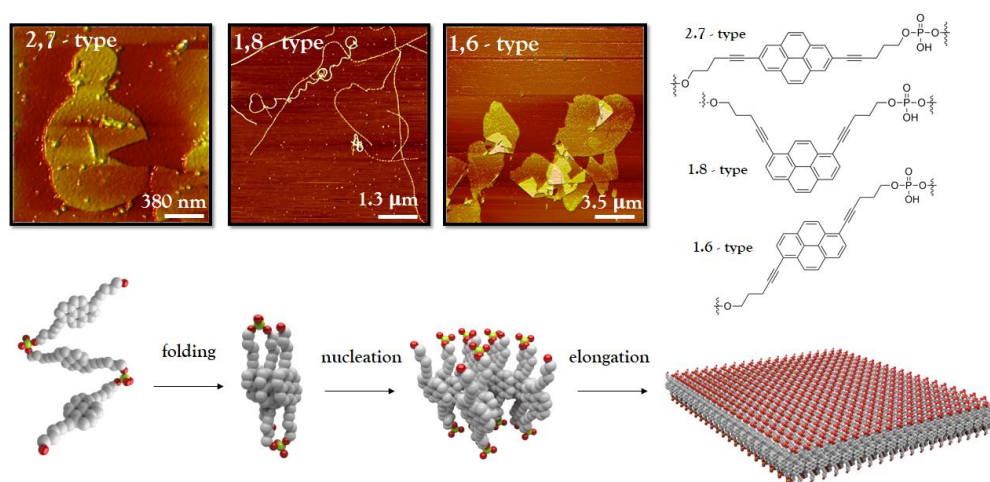 2,7 - type
380 nm
1,8 - type
1.3 µm
1,6 - type
3.5 µm
2.7 - type
O
O
P
O
OH
O
1.8 - type
O
O
O
P
O
OH
1.6 - type
O
O
P
O
OH
O
folding
nucleation
elongation